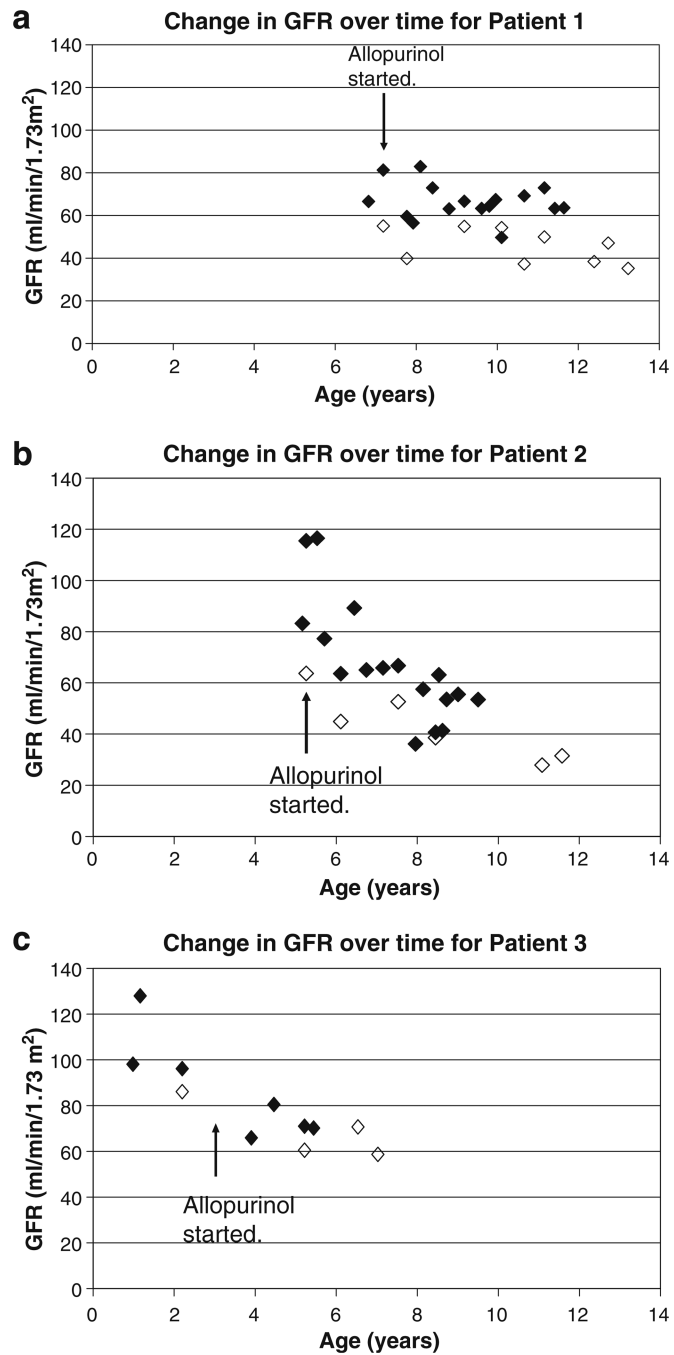 a
Change in GFR over time for Patient 1
GFR (ml/min/1.73m²)
140
120
100
80
60
40
20
0
Allopurinol
started.
0 2 4 6 8 10 12 14
Age (years)
b
Change in GFR over time for Patient 2
GFR (ml/min/1.73m²)
140
120
100
80
60
40
20
0
Allopurinol
started.
0 2 4 6 8 10 12 14
Age (years)
c
Change in GFR over time for Patient 3
GFR (ml/min/1.73 m²)
140
120
100
80
60
40
20
0
Allopurinol
started.
0 2 4 6 8 10 12 14
Age (years)